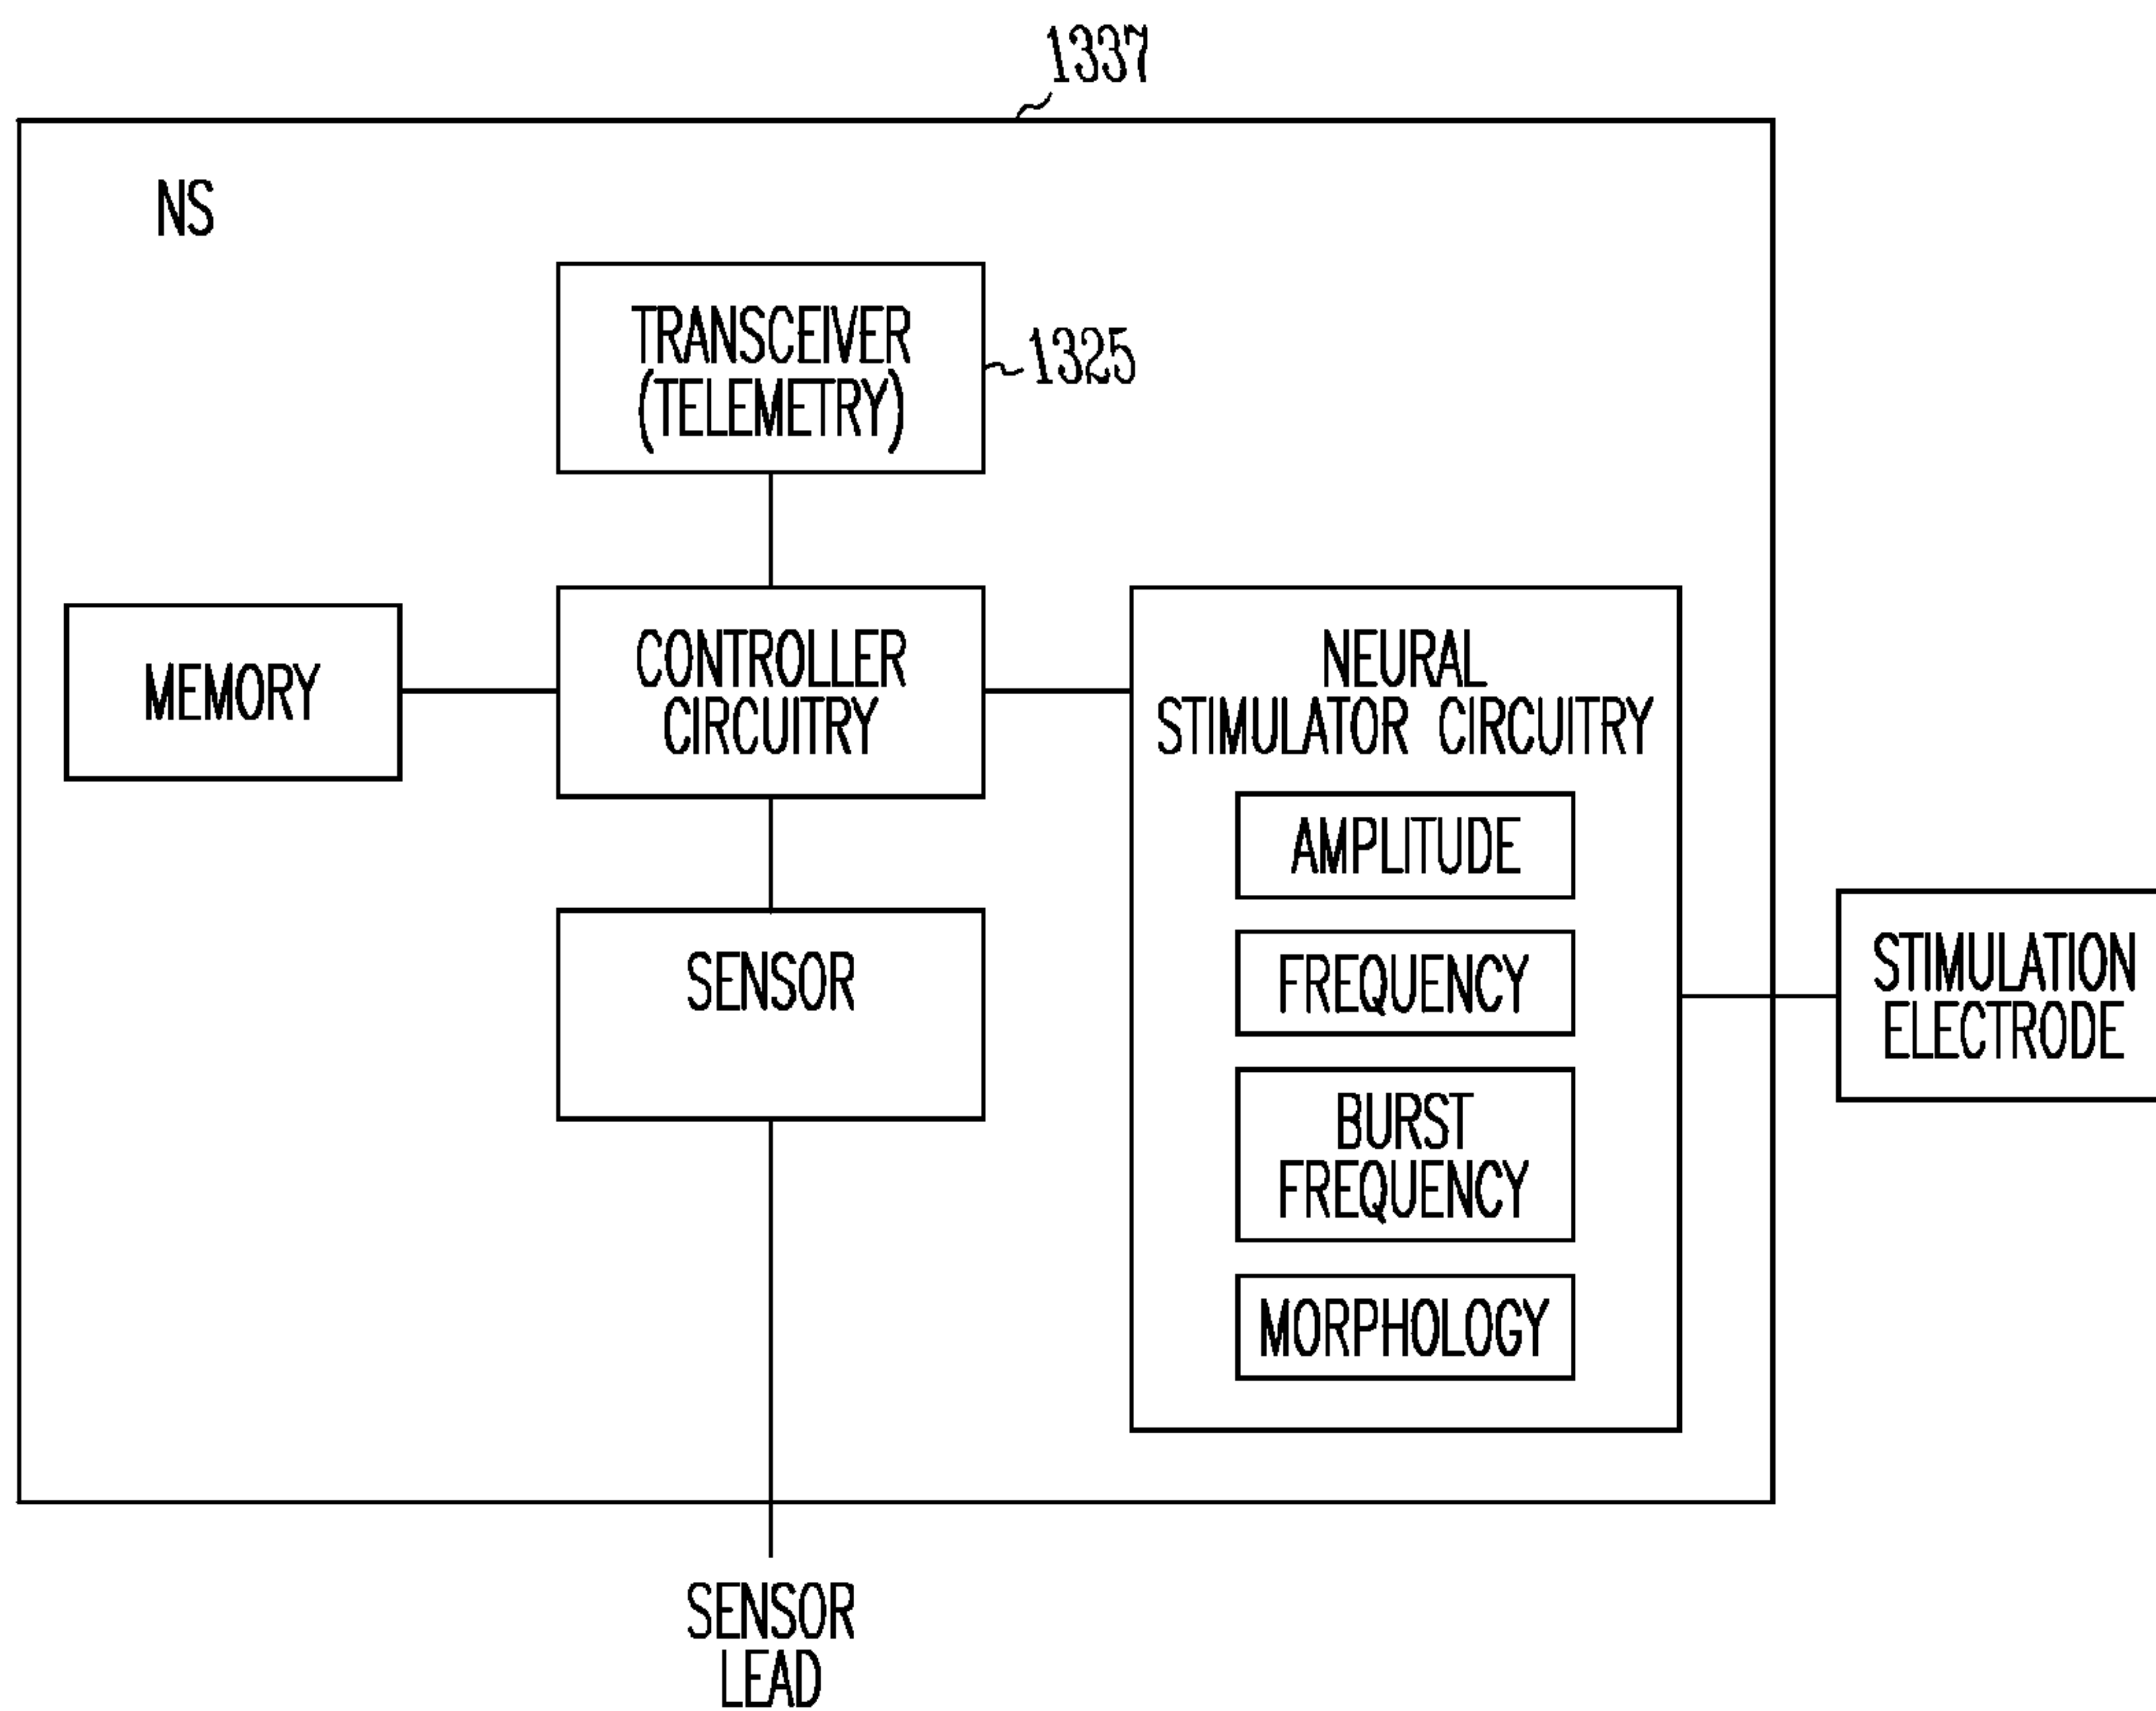 1337
NS
TRANSCEIVER
(TELEMETRY)
1325
MEMORY
CONTROLLER
CIRCUITRY
NEURAL
STIMULATOR CIRCUITRY
AMPLITUDE
FREQUENCY
BURST
FREQUENCY
MORPHOLOGY
SENSOR
STIMULATION
ELECTRODE
SENSOR
LEAD